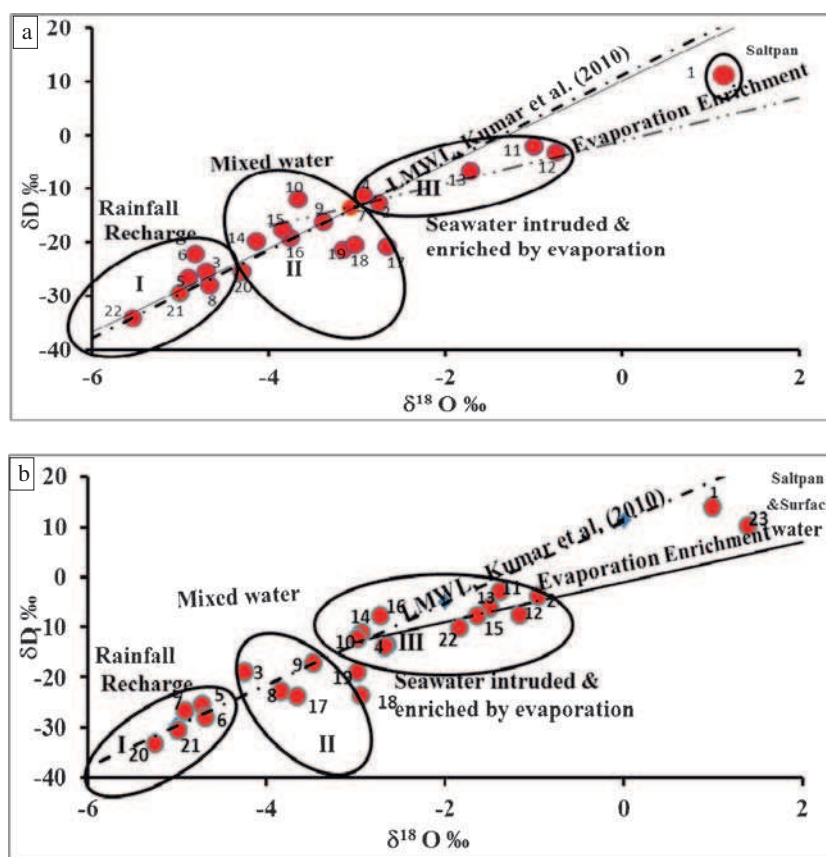 a
20
10
0
-10
-20
-30
-40
δD ‰
-6
-4
-2
0
2
δ18 O ‰
Saltpan
1
LMWL, Kumar et al. (2010)
Evaporation Enrichment
Mixed water
Rainfall
Recharge
Seawater intruded &
enriched by evaporation
I
II
III
11
12
13
4
7
9
10
15
16
14
19
18
17
20
6
3
5
8
21
22
b
20
10
0
-10
-20
-30
-40
δD ‰
-6
-4
-2
0
2
δ18 O ‰
Saltpan
&Surfac
water
1
23
LMWL, Kumar et al. (2010)
Evaporation Enrichment
Mixed water
Rainfall
Recharge
Seawater intruded &
enriched by evaporation
I
II
III
11
2
13
12
15
22
16
14
10
4
19
18
9
3
8
17
5
7
6
21
20